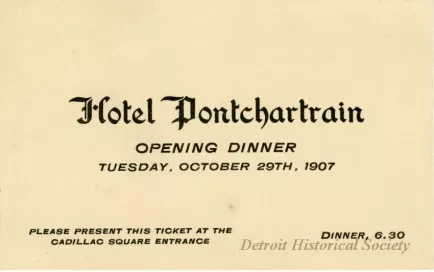 Hotel Pontchartrain
OPENING DINNER
TUESDAY, OCTOBER 29TH, 1907
PLEASE PRESENT THIS TICKET AT THE
CADILLAC SQUARE ENTRANCE
DINNER, 6.30
Detroit Historical Society